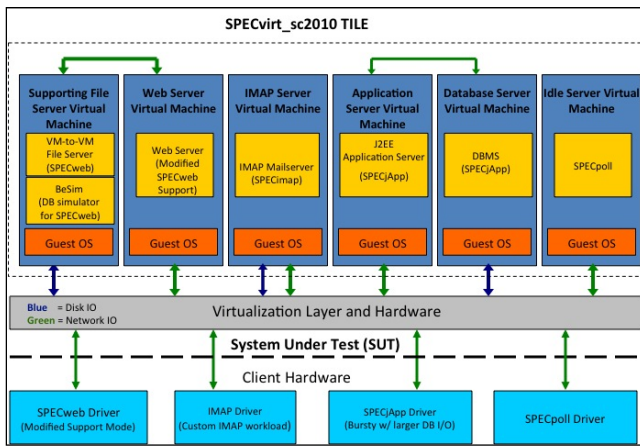 SPECvirt_sc2010 TILE
Supporting File
Server Virtual
Machine
VM-to-VM
File Server
(SPECweb)
BeSim
(DB simulator
for SPECweb)
Guest OS
Web Server
Virtual Machine
Web Server
(Modified
SPECweb
Support)
Guest OS
IMAP Server
Virtual Machine
IMAP Mailserver
(SPECimap)
Guest OS
Application
Server Virtual
Machine
J2EE
Application Server
(SPECjApp)
Guest OS
Database Server
Virtual Machine
DBMS
(SPECjApp)
Guest OS
Idle Server Virtual
Machine
SPECpoll
Guest OS
Blue = Disk IO
Green = Network IO
Virtualization Layer and Hardware
System Under Test (SUT)
Client Hardware
SPECweb Driver
(Modified Support Mode)
IMAP Driver
(Custom IMAP workload)
SPECjApp Driver
(Bursty w/ larger DB I/O)
SPECpoll Driver